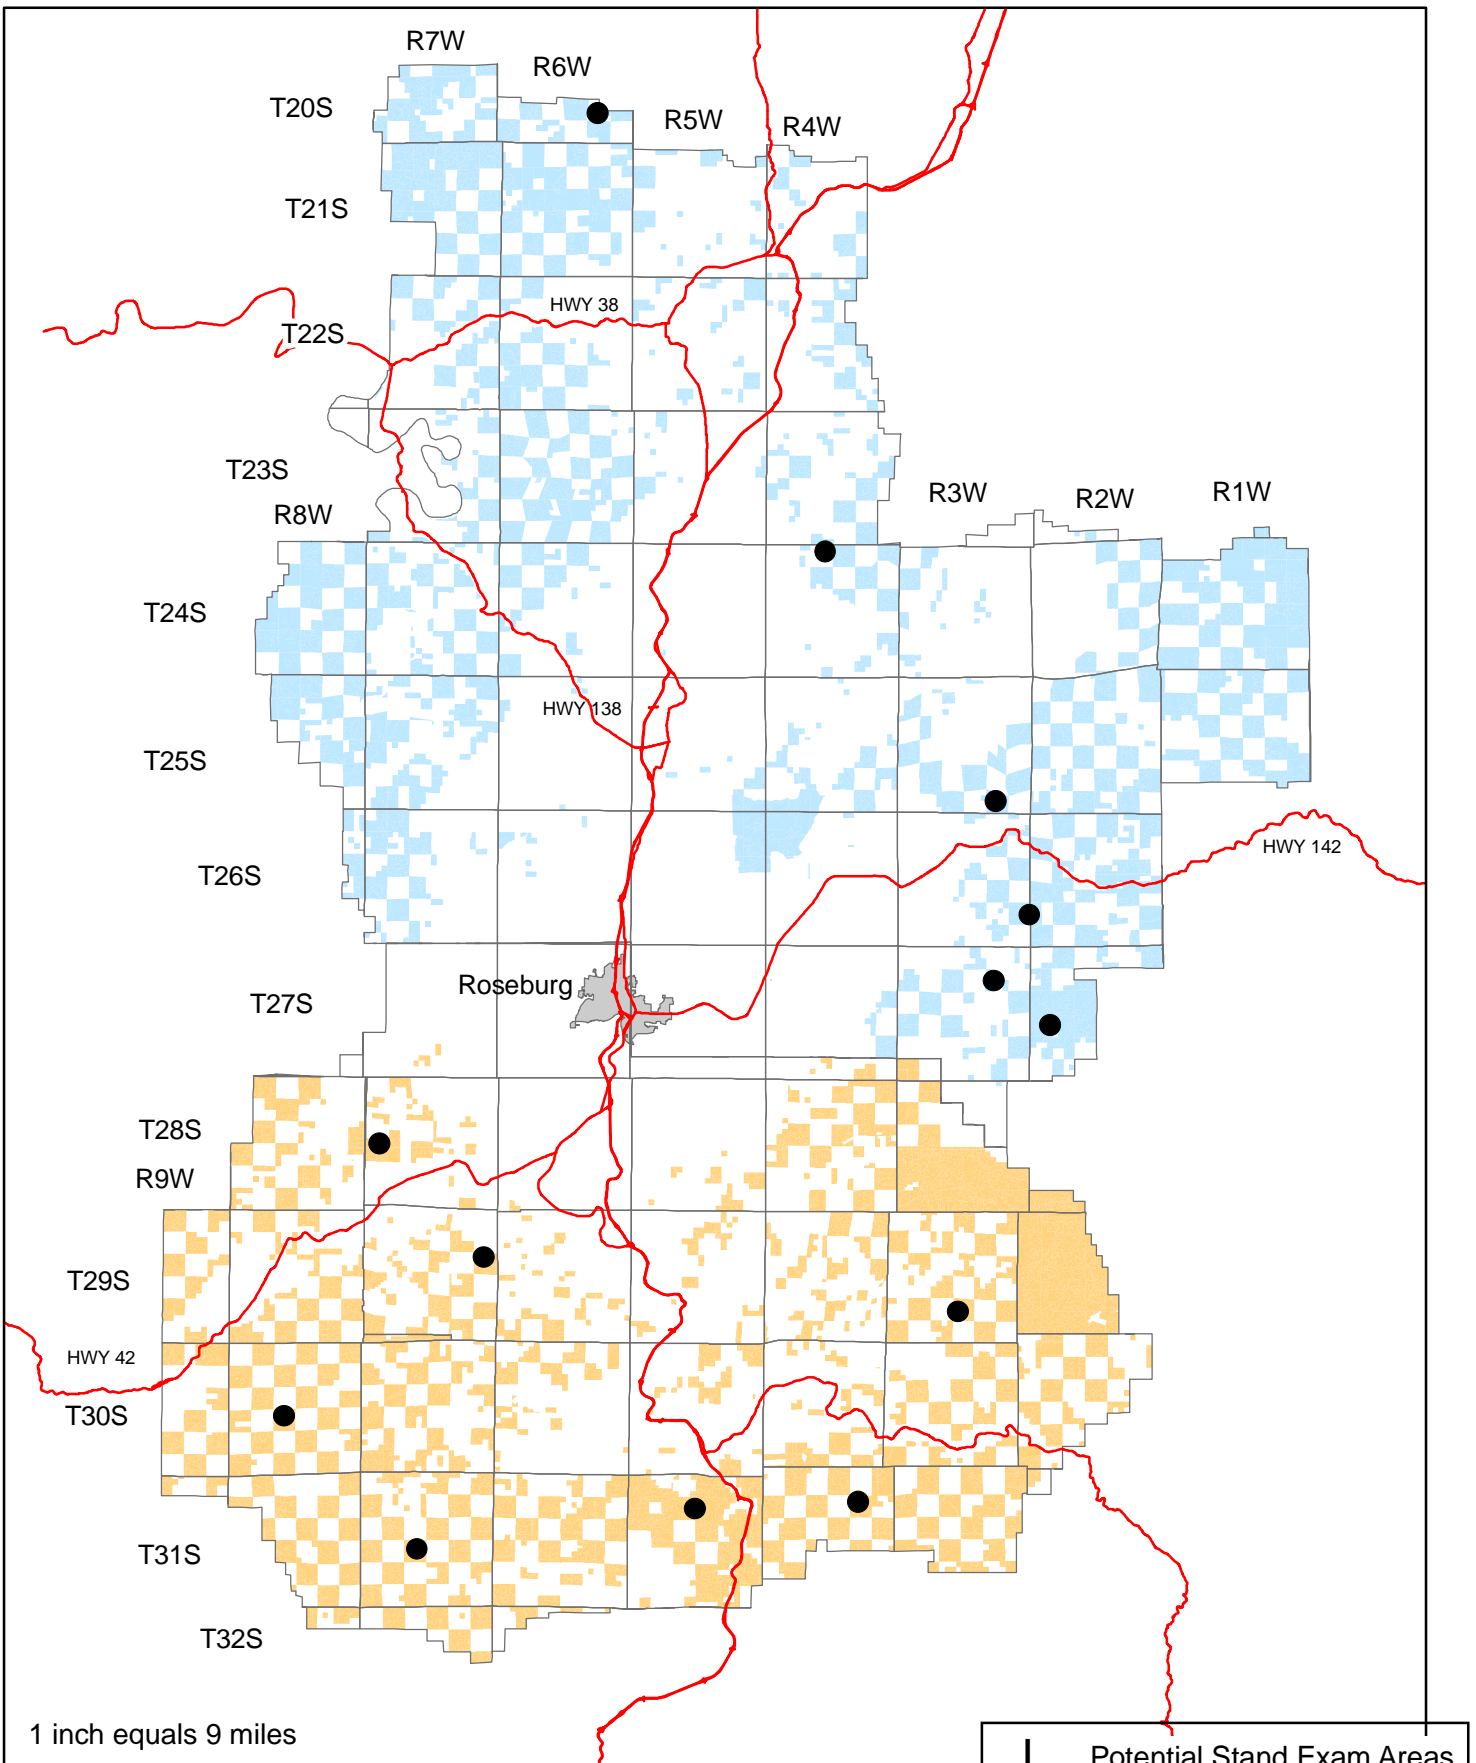 R7W
R6W
T20S
R5W
R4W
T21S
HWY 38
T22S
T23S
R3W
R2W
R1W
R8W
T24S
HWY 138
T25S
HWY 142
T26S
Roseburg
T27S
T28S
R9W
T29S
HWY 42
T30S
T31S
T32S
1 inch equals 9 miles
Potential Stand Exam Areas